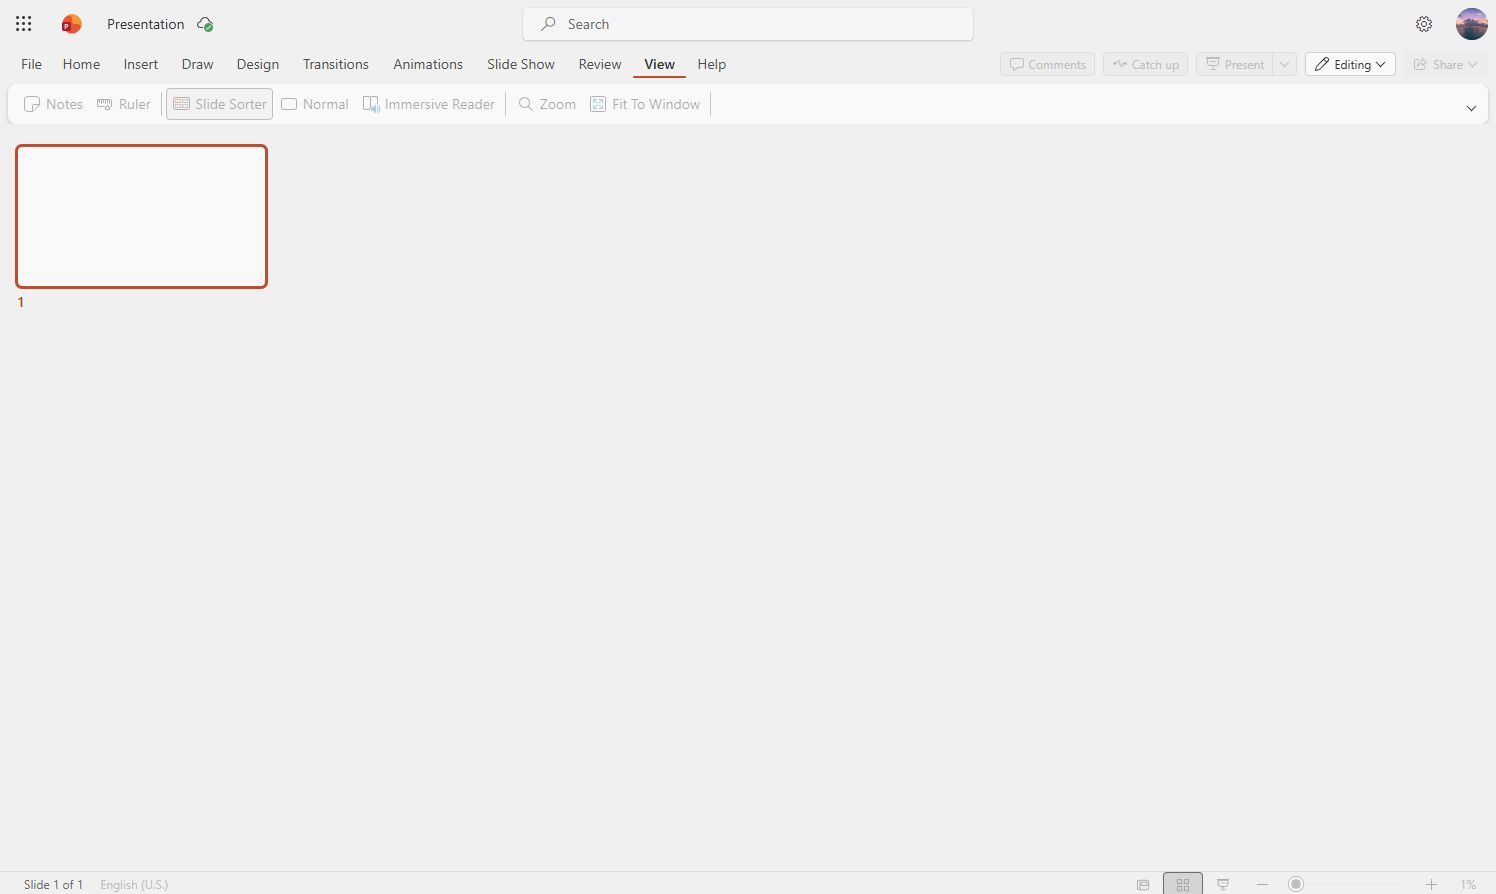 Presentation
Search
File Home Insert Draw Design Transitions Animations Slide Show Review View Help
Comments Catch up Present Editing Share
Notes Ruler Slide Sorter Normal Immersive Reader Zoom Fit To Window
1
Slide 1 of 1 English (U.S.) 1%